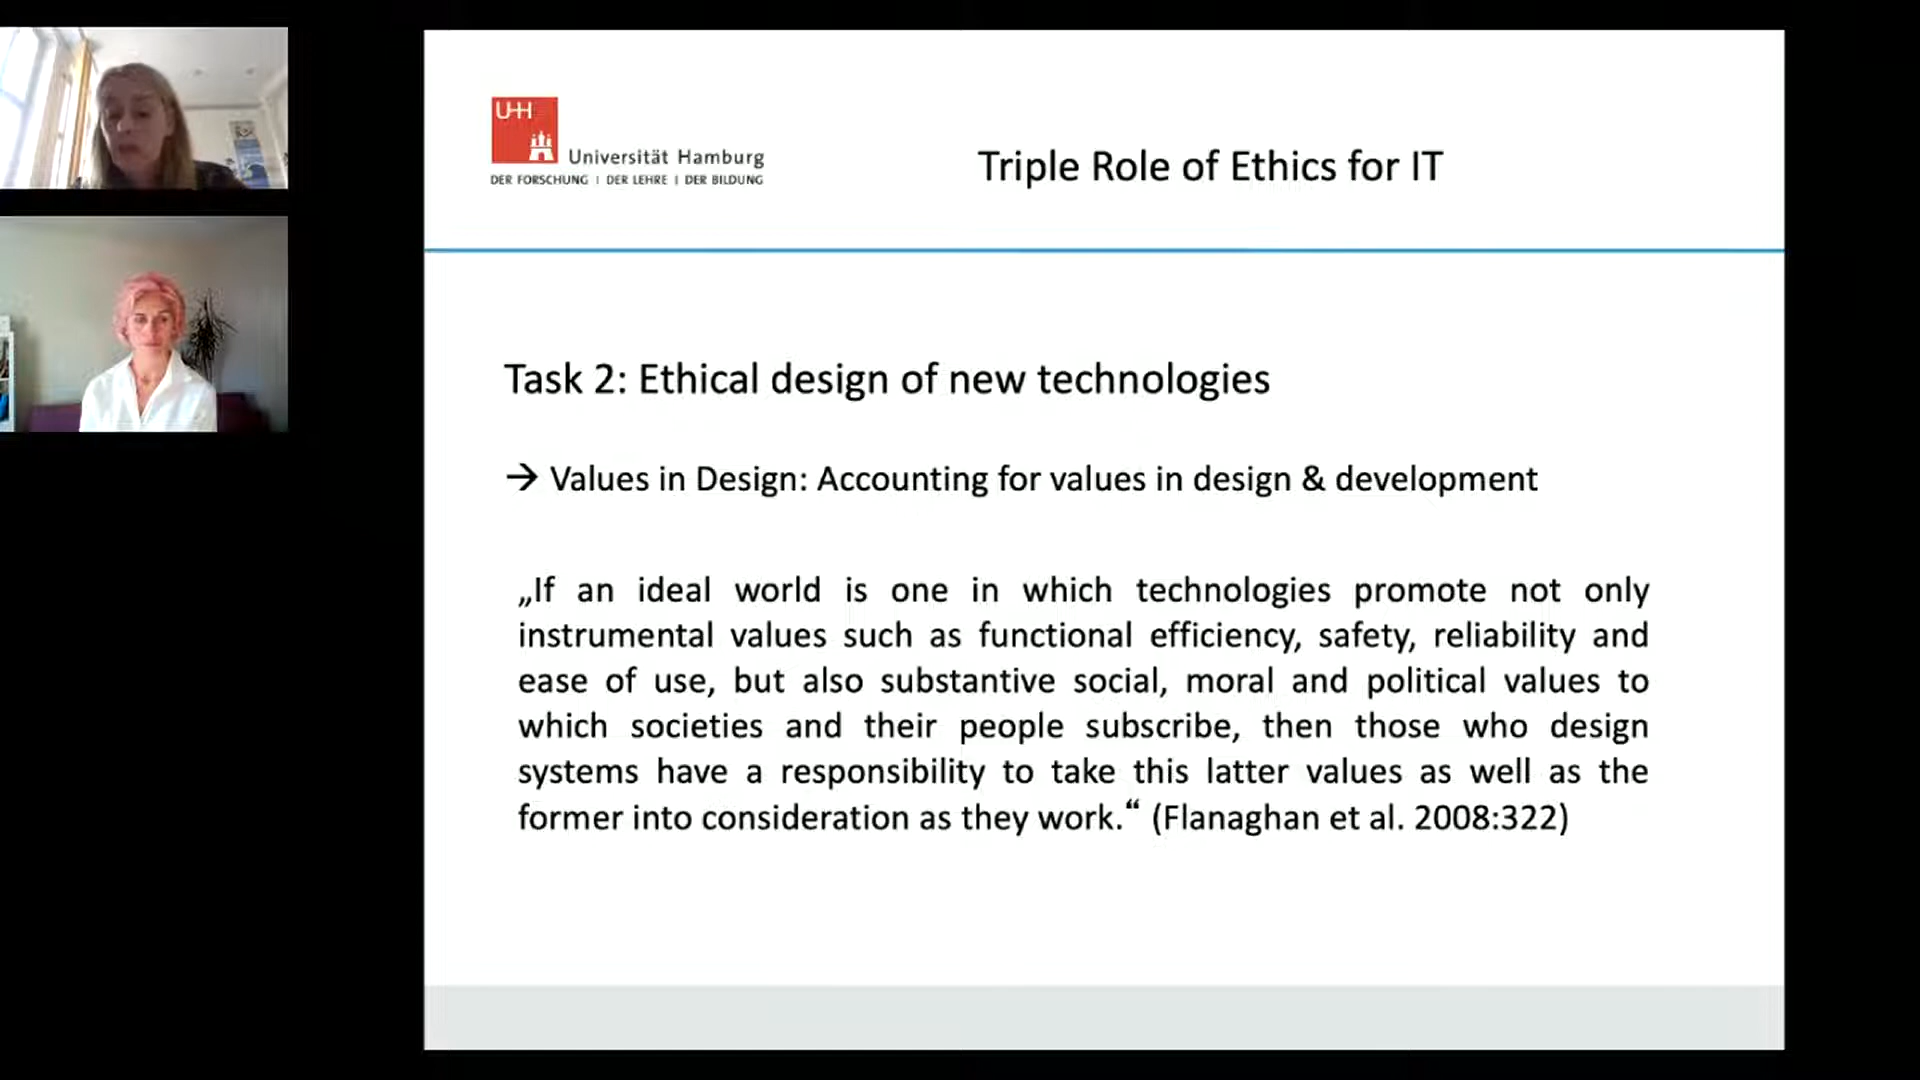 UHH
Universität Hamburg
DER FORSCHUNG | DER LEHRE | DER BILDUNG
Triple Role of Ethics for IT
Task 2: Ethical design of new technologies
→ Values in Design: Accounting for values in design & development
„If an ideal world is one in which technologies promote not only
instrumental values such as functional efficiency, safety, reliability and
ease of use, but also substantive social, moral and political values to
which societies and their people subscribe, then those who design
systems have a responsibility to take this latter values as well as the
former into consideration as they work.“ (Flanaghan et al. 2008:322)